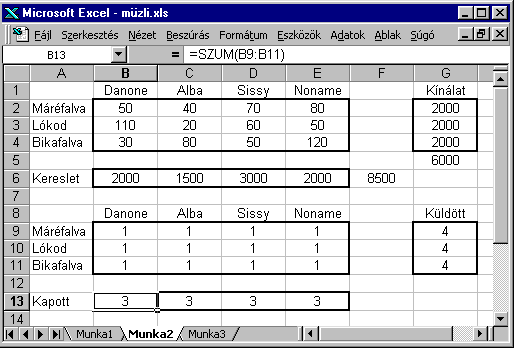 Microsoft Excel - müzli.xls
Fájl Szerkesztés Nézet Beszúrás Formátum Eszközök Adatok Ablak Súgó
B13 = =SZUM(B9:B11)
A B C D E F G
1 Danone Alba Sissy Noname Kínálat
2 Máréfalva 50 40 70 80 2000
3 Lókod 110 20 60 50 2000
4 Bikafalva 30 80 50 120 2000
5 6000
6 Kereslet 2000 1500 3000 2000 8500
7
8 Danone Alba Sissy Noname Küldött
9 Máréfalva 1 1 1 1 4
10 Lókod 1 1 1 1 4
11 Bikafalva 1 1 1 1 4
12
13 Kapott 3 3 3 3
14
Munka1 Munka2 Munka3